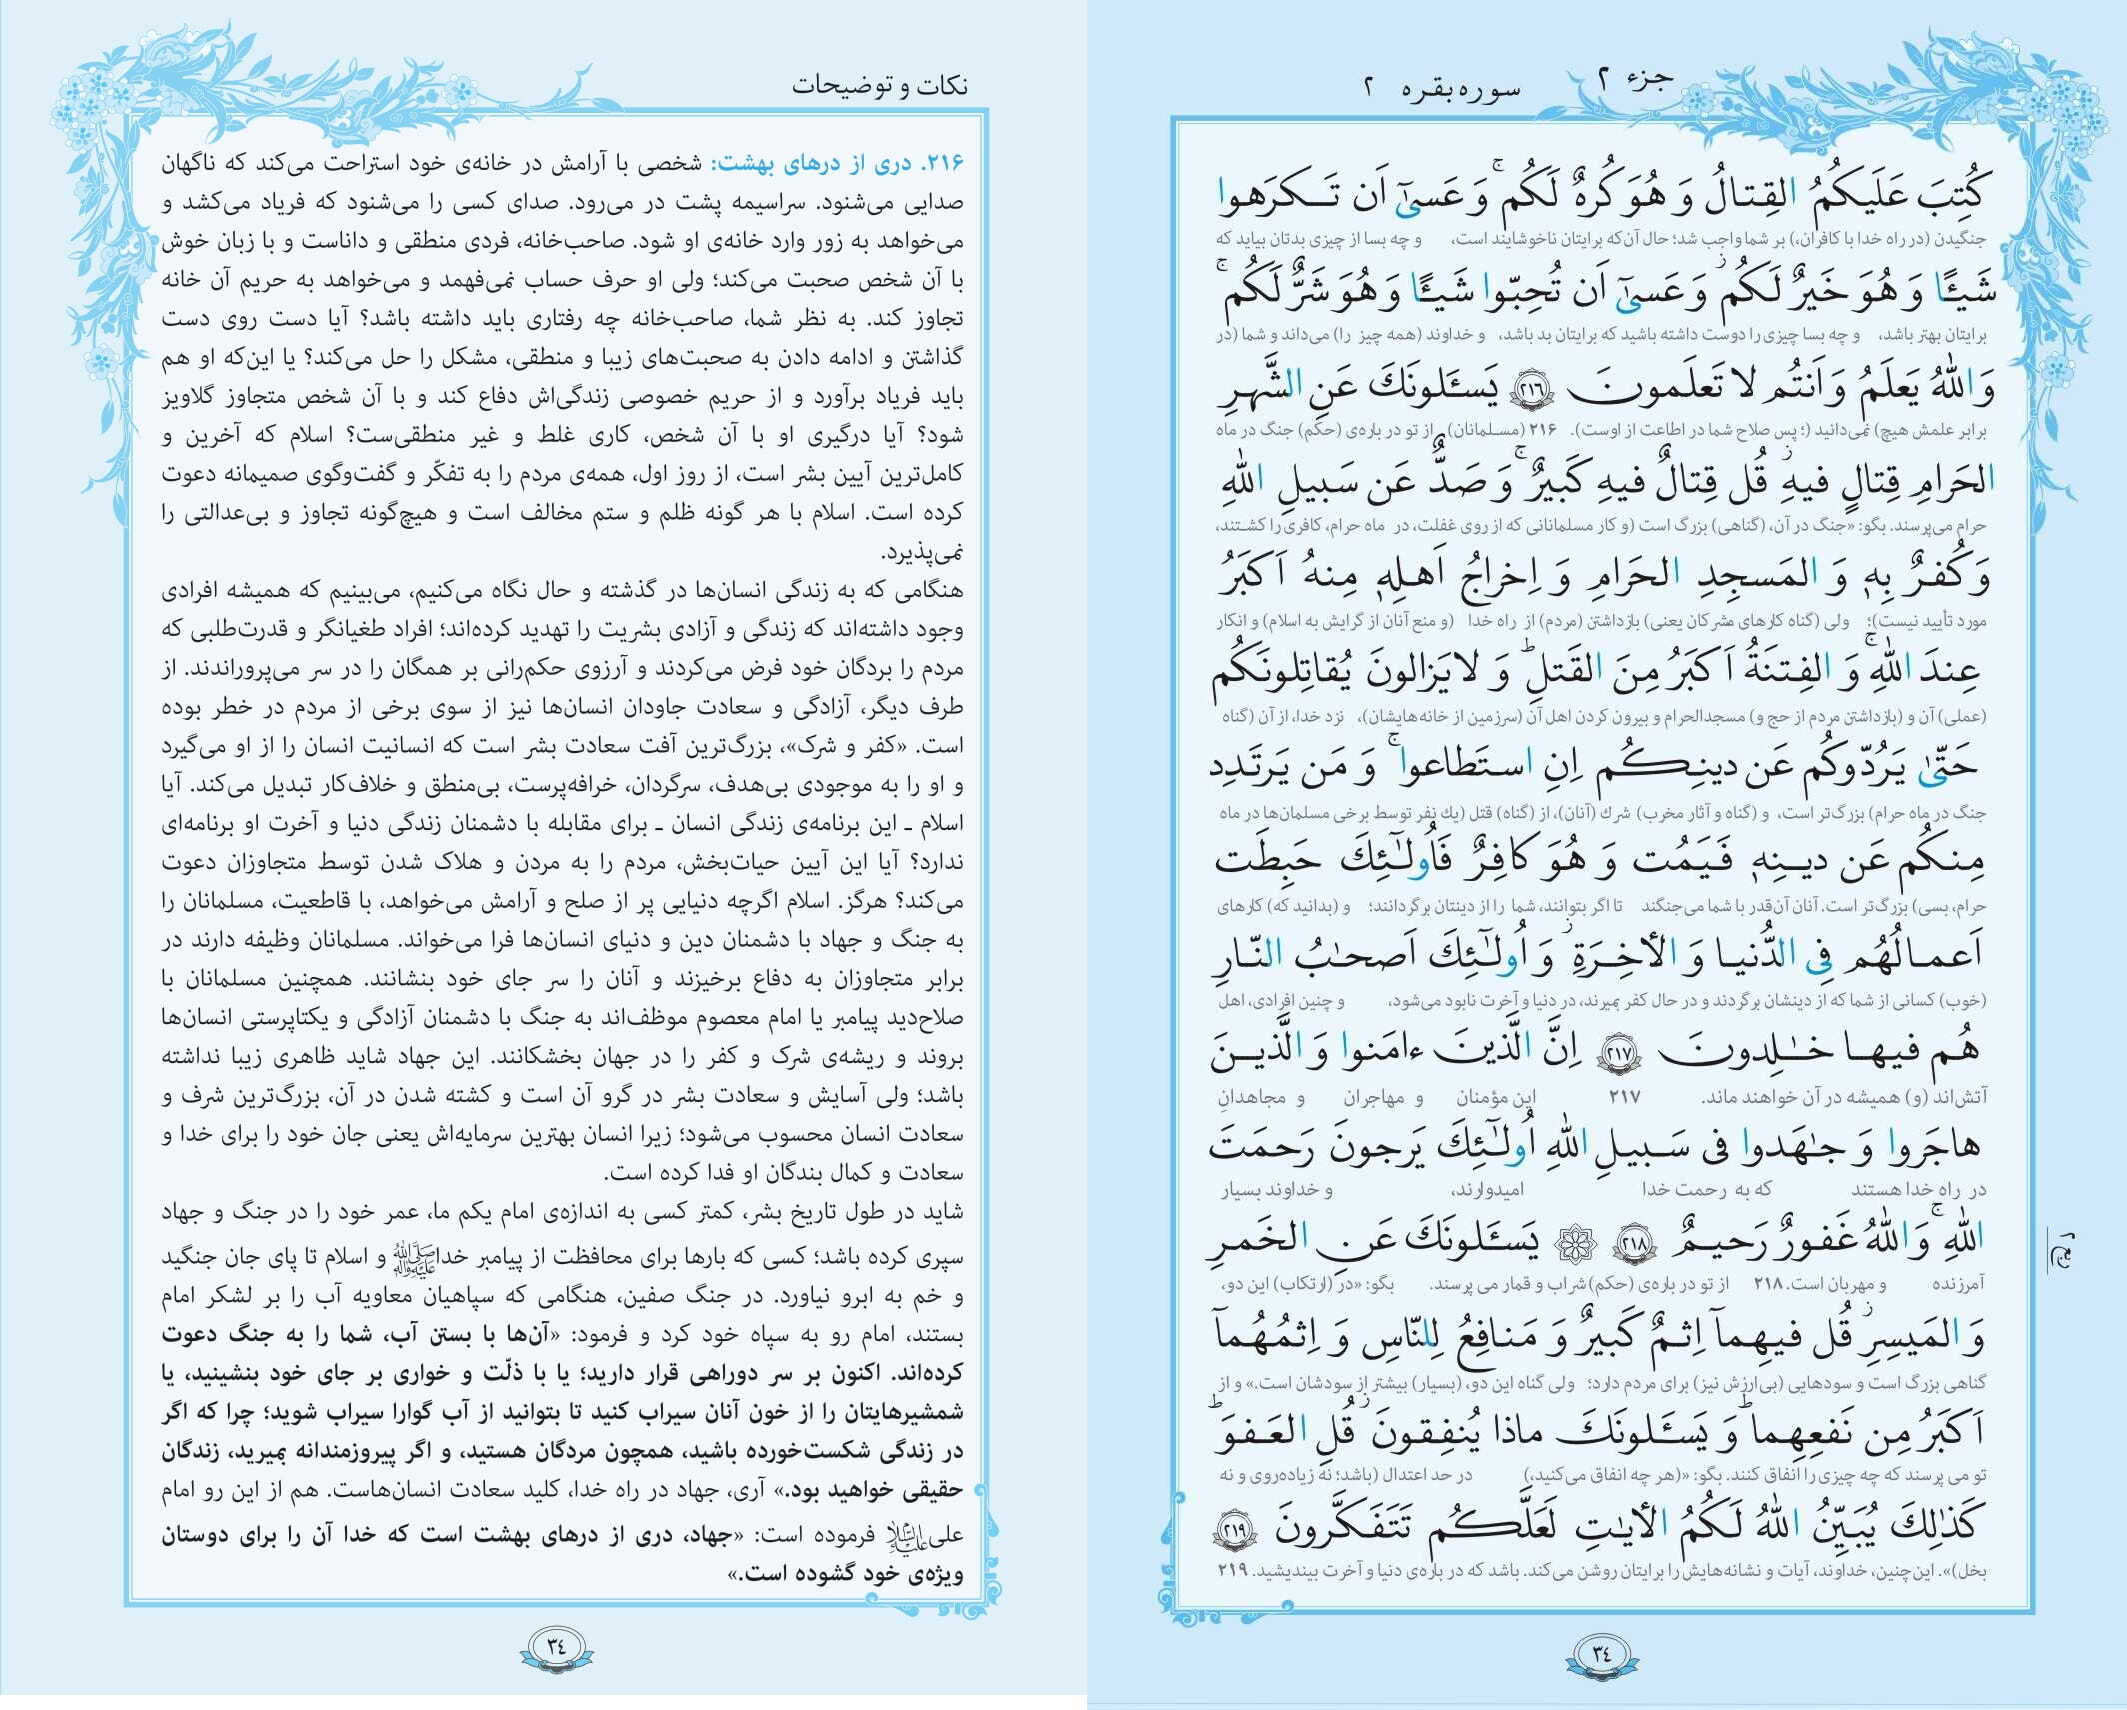 جزء ۲
سوره بقره ۲
كُتِبَ عَلَيكُمُ القِتالُ وَ هُوَ كُرهٌ لَكُم ۚ وَ عَسىٰٓ اَن تَـكرَهوا
جنگیدن (در راه خدا با کافران،) بر شما واجب شد؛ حال آن‌که برایتان ناخوشایند است، و چه بسا از چیزی بدتان بیاید که
شَيـًٔا وَ هُوَ خَيرٌ لَكُم ۖ وَ عَسىٰٓ اَن تُحِبّوا شَيـًٔا وَ هُوَ شَرٌّ لَكُم ۚ
برایتان بهتر باشد، و چه بسا چیزی را دوست داشته باشید که برایتان بد باشد، و خداوند (همه چیز را) می‌داند و شما (در
وَاللّٰهُ يَعلَمُ وَ اَنتُم لا تَعلَمونَ ﴿٢١٦﴾ يَسـَٔلونَكَ عَنِ الشَّهرِ
برابر علمش هیچ) نمی‌دانید (؛ پس صلاح شما در اطاعت از اوست). ۲۱۶ (مسلمانان) از تو درباره‌ی (حکم) جنگ در ماه
الحَرامِ قِتالٍ فيهِ ۖ قُل قِتالٌ فيهِ كَبيرٌ ۚ وَ صَدٌّ عَن سَبيلِ اللّٰهِ
حرام می‌پرسند. بگو: «جنگ در آن، (گناهی) بزرگ است (و کار مسلمانانی که از روی غفلت، در ماه حرام، کافری را کشتند،
وَ كُفرٌ بِهٖ وَ المَسجِدِ الحَرامِ وَ اِخراجُ اَهلِهٖ مِنهُ اَكبَرُ
مورد تأیید نیست)؛ ولی (گناه کارهای مشرکان یعنی) بازداشتن (مردم) از راه خدا (و منع آنان از گرایش به اسلام) و انکار
عِندَ اللّٰهِ ۚ وَ الفِتنَةُ اَكبَرُ مِنَ القَتلِ ؕ وَ لا يَزالونَ يُقاتِلونَكُم
(عملی) آن و (بازداشتن مردم از حج و) مسجدالحرام و بیرون کردن اهل آن (سرزمین از خانه‌هایشان)، نزد خدا، از آن (گناه
حَتّىٰ يَرُدّوكُم عَن دينِكُم اِنِ استَطاعوا ۚ وَ مَن يَرتَدِد
جنگ در ماه حرام) بزرگ‌تر است، و (گناه و آثار مخرب) شرك (آنان)، از (گناه) قتل (یك نفر توسط برخی مسلمان‌ها در ماه
مِنكُم عَن دينِهٖ فَيَمُت وَ هُوَ كافِرٌ فَاُولٰٓئِكَ حَبِطَت
حرام، بسی) بزرگ‌تر است. آنان آن‌قدر با شما می‌جنگند تا اگر بتوانند، شما را از دینتان برگردانند؛ و (بدانید که) کارهای
اَعمالُهُم فِی الدُّنيا وَ الأخِرَةِ ۖ وَ اُولٰٓئِكَ اَصحٰبُ النّارِ
(خوب) کسانی از شما که از دینشان برگردند و در حال کفر بمیرند، در دنیا و آخرت نابود می‌شود، و چنین افرادی، اهل
هُم فيها خٰلِدونَ ﴿٢١٧﴾ اِنَّ الَّذينَ ءامَنوا وَ الَّذينَ
آتش‌اند (و) همیشه در آن خواهند ماند. ۲۱۷ این مؤمنان و مهاجران و مجاهدانِ
هاجَروا وَ جٰهَدوا فی سَبيلِ اللّٰهِ اُولٰٓئِكَ يَرجونَ رَحمَتَ
در راه خدا هستند که به رحمت خدا امیدوارند، و خداوند بسیار
اللّٰهِ ۚ وَاللّٰهُ غَفورٌ رَحيمٌ ﴿٢١٨﴾ يَسـَٔلونَكَ عَنِ الخَمرِ
آمرزنده و مهربان است. ۲۱۸ از تو درباره‌ی (حکم) شراب و قمار می‌پرسند. بگو: «در (ارتکاب) این دو،
وَ المَيسِرِ ۖ قُل فيهِمآ اِثمٌ كَبيرٌ وَ مَنافِعُ لِلنّاسِ وَ اِثمُهُمآ
گناهی بزرگ است و سودهایی (بی‌ارزش نیز) برای مردم دارد؛ ولی گناه این دو، (بسیار) بیشتر از سودشان است.» و از
اَكبَرُ مِن نَفعِهِما ؕ وَ يَسـَٔلونَكَ ماذا يُنفِقونَ ۖ قُلِ العَفوَ ؕ
تو می‌پرسند که چه چیزی را انفاق کنند. بگو: «(هر چه انفاق می‌کنید،) در حد اعتدال (باشد؛ نه زیاده‌روی و نه
كَذٰلِكَ يُبَيِّنُ اللّٰهُ لَكُمُ الأيٰتِ لَعَلَّكُم تَتَفَكَّرونَ ﴿٢١٩﴾
بخل)». این‌چنین، خداوند، آیات و نشانه‌هایش را برایتان روشن می‌کند. باشد که درباره‌ی دنیا و آخرت بیندیشید. ۲۱۹
٣٤
نکات و توضیحات
۲۱۶. دری از درهای بهشت: شخصی با آرامش در خانه‌ی خود استراحت می‌کند که ناگهان
صدایی می‌شنود. سراسیمه پشت در می‌رود. صدای کسی را می‌شنود که فریاد می‌کشد و
می‌خواهد به زور وارد خانه‌ی او شود. صاحب‌خانه، فردی منطقی و داناست و با زبان خوش
با آن شخص صحبت می‌کند؛ ولی او حرف حساب نمی‌فهمد و می‌خواهد به حریم آن خانه
تجاوز کند. به نظر شما، صاحب‌خانه چه رفتاری باید داشته باشد؟ آیا دست روی دست
گذاشتن و ادامه دادن به صحبت‌های زیبا و منطقی، مشکل را حل می‌کند؟ یا این‌که او هم
باید فریاد برآورد و از حریم خصوصی زندگی‌اش دفاع کند و با آن شخص متجاوز گلاویز
شود؟ آیا درگیری او با آن شخص، کاری غلط و غیر منطقی‌ست؟ اسلام که آخرین و
کامل‌ترین آیین بشر است، از روز اول، همه‌ی مردم را به تفکّر و گفت‌وگوی صمیمانه دعوت
کرده است. اسلام با هر گونه ظلم و ستم مخالف است و هیچ‌گونه تجاوز و بی‌عدالتی را
نمی‌پذیرد.
هنگامی که به زندگی انسان‌ها در گذشته و حال نگاه می‌کنیم، می‌بینیم که همیشه افرادی
وجود داشته‌اند که زندگی و آزادی بشریت را تهدید کرده‌اند؛ افراد طغیانگر و قدرت‌طلبی که
مردم را بردگان خود فرض می‌کردند و آرزوی حکم‌رانی بر همگان را در سر می‌پروراندند. از
طرف دیگر، آزادگی و سعادت جاودان انسان‌ها نیز از سوی برخی از مردم در خطر بوده
است. «کفر و شرک»، بزرگ‌ترین آفت سعادت بشر است که انسانیت انسان را از او می‌گیرد
و او را به موجودی بی‌هدف، سرگردان، خرافه‌پرست، بی‌منطق و خلاف‌کار تبدیل می‌کند. آیا
اسلام ـ این برنامه‌ی زندگی انسان ـ برای مقابله با دشمنان زندگی دنیا و آخرت او برنامه‌ای
ندارد؟ آیا این آیین حیات‌بخش، مردم را به مردن و هلاک شدن توسط متجاوزان دعوت
می‌کند؟ هرگز. اسلام اگرچه دنیایی پر از صلح و آرامش می‌خواهد، با قاطعیت، مسلمانان را
به جنگ و جهاد با دشمنان دین و دنیای انسان‌ها فرا می‌خواند. مسلمانان وظیفه دارند در
برابر متجاوزان به دفاع برخیزند و آنان را سر جای خود بنشانند. همچنین مسلمانان با
صلاح‌دید پیامبر یا امام معصوم موظف‌اند به جنگ با دشمنان آزادگی و یکتاپرستی انسان‌ها
بروند و ریشه‌ی شرک و کفر را در جهان بخشکانند. این جهاد شاید ظاهری زیبا نداشته
باشد؛ ولی آسایش و سعادت بشر در گرو آن است و کشته شدن در آن، بزرگ‌ترین شرف و
سعادت انسان محسوب می‌شود؛ زیرا انسان بهترین سرمایه‌اش یعنی جان خود را برای خدا و
سعادت و کمال بندگان او فدا کرده است.
شاید در طول تاریخ بشر، کمتر کسی به اندازه‌ی امام یکم ما، عمر خود را در جنگ و جهاد
سپری کرده باشد؛ کسی که بارها برای محافظت از پیامبر خدا صلی الله علیه وآله و اسلام تا پای جان جنگید
و خم به ابرو نیاورد. در جنگ صفین، هنگامی که سپاهیان معاویه آب را بر لشکر امام
بستند، امام رو به سپاه خود کرد و فرمود: «آن‌ها با بستن آب، شما را به جنگ دعوت
کرده‌اند. اکنون بر سر دوراهی قرار دارید؛ یا با ذلّت و خواری بر جای خود بنشینید، یا
شمشیرهایتان را از خون آنان سیراب کنید تا بتوانید از آب گوارا سیراب شوید؛ چرا که اگر
در زندگی شکست‌خورده باشید، همچون مردگان هستید، و اگر پیروزمندانه بمیرید، زندگان
حقیقی خواهید بود.» آری، جهاد در راه خدا، کلید سعادت انسان‌هاست. هم از این رو امام
علی علیه السلام فرموده است: «جهاد، دری از درهای بهشت است که خدا آن را برای دوستان
ویژه‌ی خود گشوده است.»
٣٤